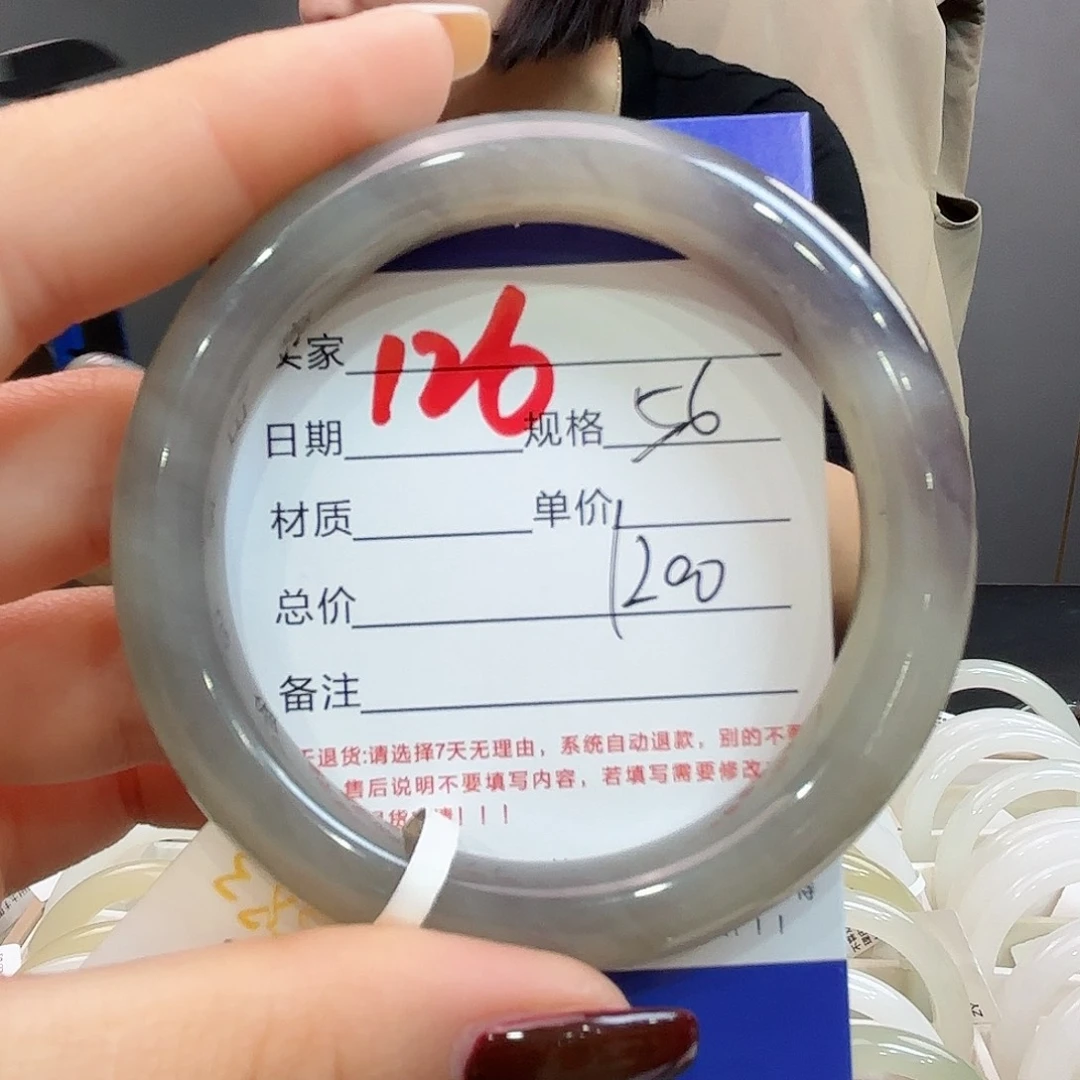 家 126
日期 规格 56
材质 单价
总价 1200
备注
退货:请选择7天无理由，系统自动退款，别的不要
售后说明不要填写内容，若填写需要修改
!!!